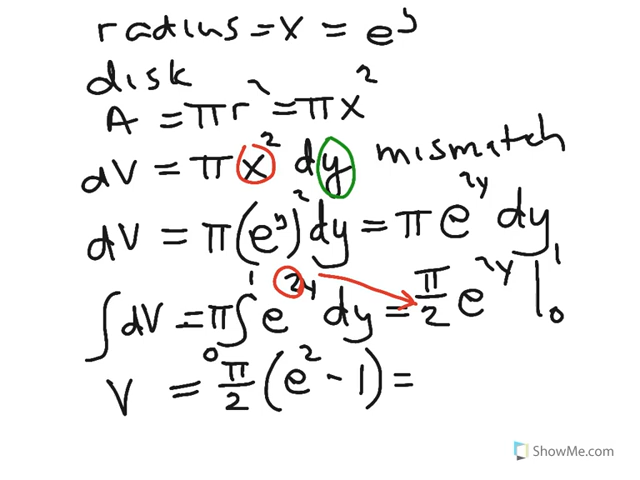 radius = x = e^y
disk
A = πr² = πx²
dV = πx² dy mismatch
dV = π(e^y)² dy = πe^2y dy
∫dV = π∫₀¹ e^2y dy = π/2 e^2y |₀¹
V = π/2 (e² - 1) =
ShowMe.com